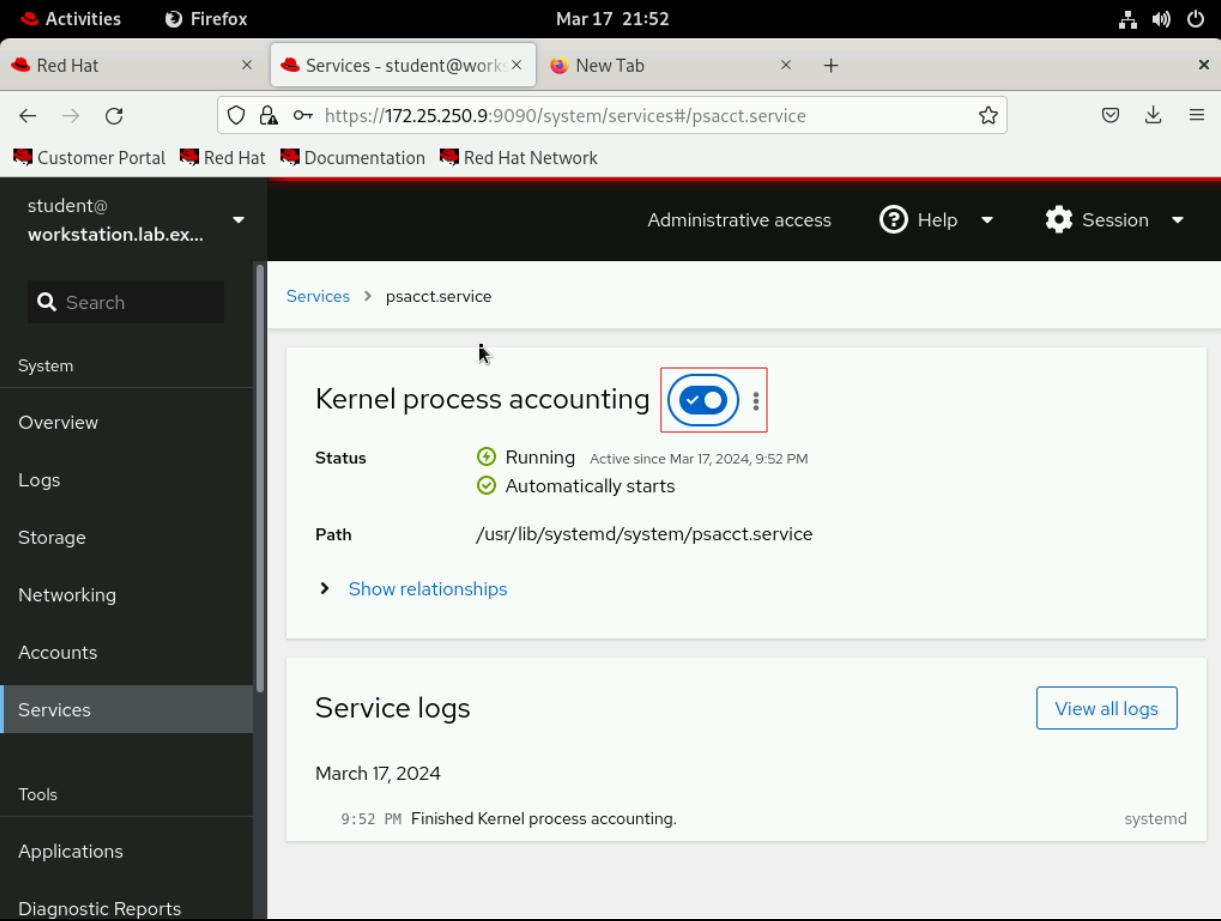 Activities Firefox Mar 17 21:52
Red Hat Services - student@works New Tab
https://172.25.250.9:9090/system/services#/psacct.service
Customer Portal Red Hat Documentation Red Hat Network
student@
workstation.lab.ex...
Administrative access Help Session
Search
System
Overview
Logs
Storage
Networking
Accounts
Services
Tools
Applications
Diagnostic Reports
Services > psacct.service
Kernel process accounting
Status Running Active since Mar 17, 2024, 9:52 PM
Automatically starts
Path /usr/lib/systemd/system/psacct.service
Show relationships
Service logs View all logs
March 17, 2024
9:52 PM Finished Kernel process accounting. systemd